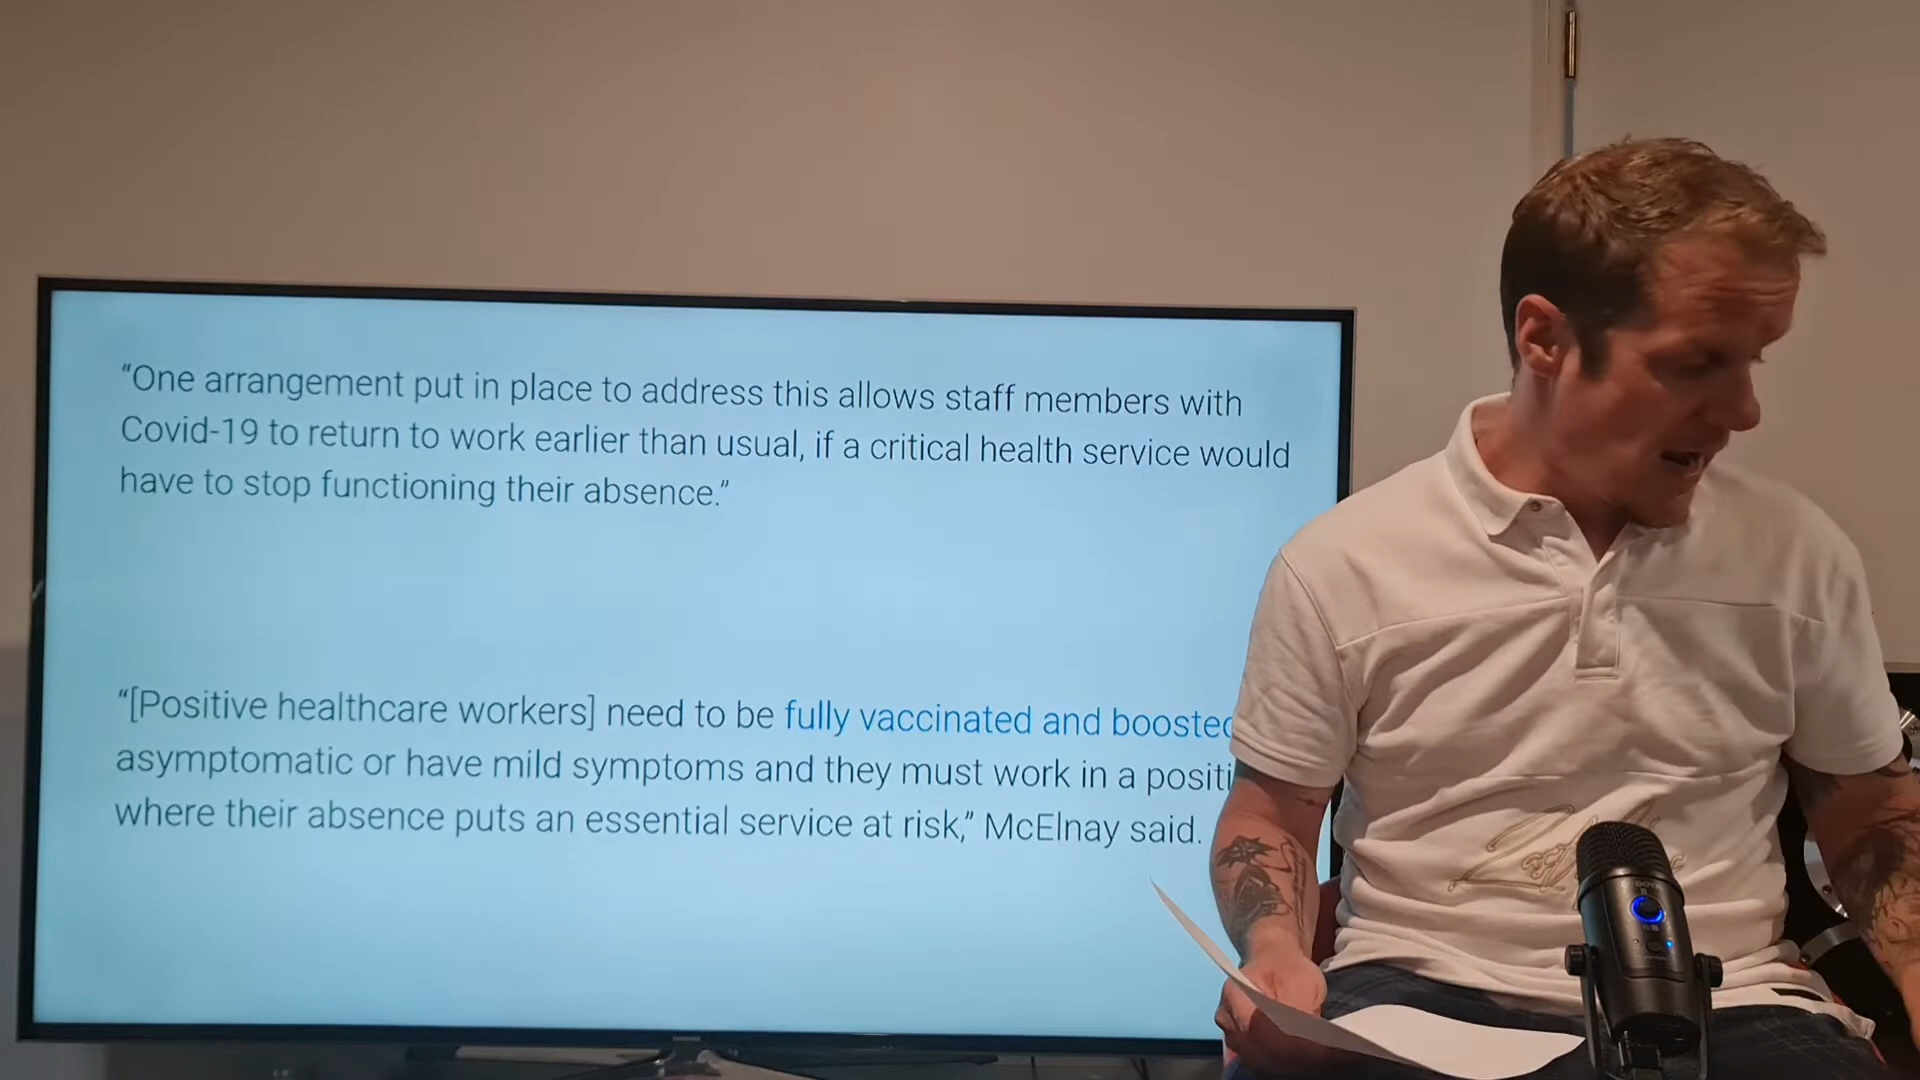 “One arrangement put in place to address this allows staff members with
Covid-19 to return to work earlier than usual, if a critical health service would
have to stop functioning their absence.”
“[Positive healthcare workers] need to be fully vaccinated and boosted
asymptomatic or have mild symptoms and they must work in a positi
where their absence puts an essential service at risk,” McElnay said.